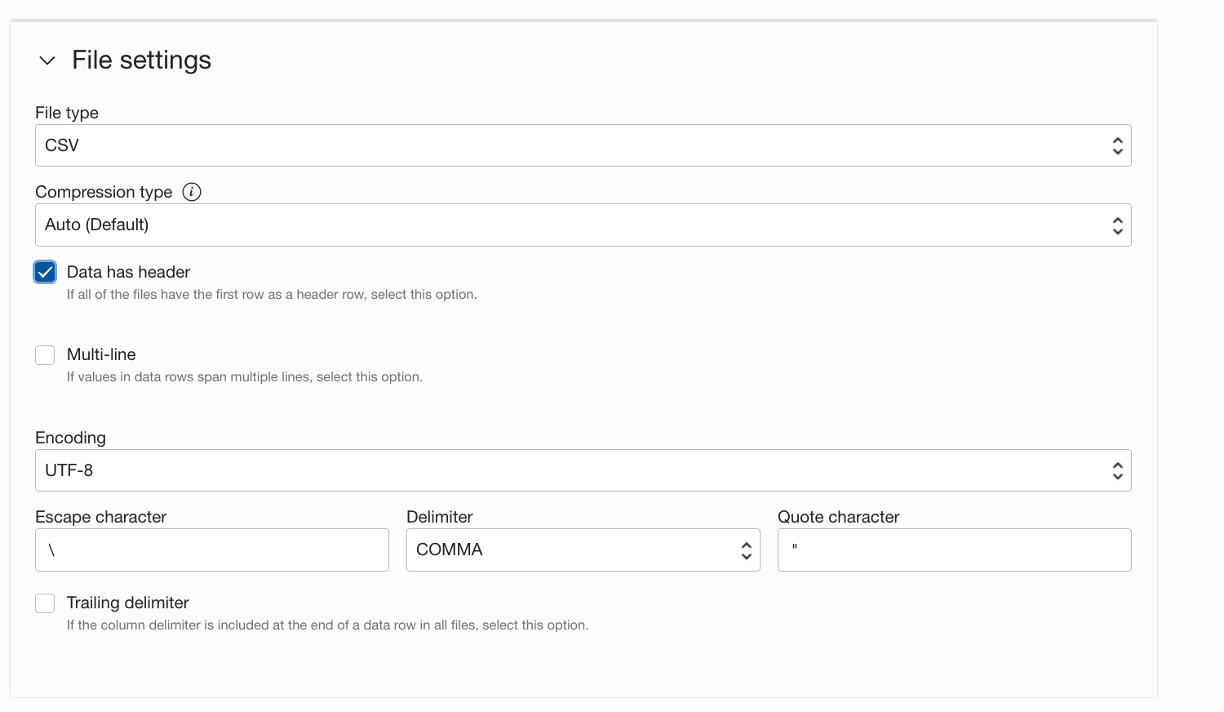 File settings
File type
CSV
Compression type i
Auto (Default)
Data has header
If all of the files have the first row as a header row, select this option.
Multi-line
If values in data rows span multiple lines, select this option.
Encoding
UTF-8
Escape character Delimiter Quote character
\ COMMA "
Trailing delimiter
If the column delimiter is included at the end of a data row in all files, select this option.